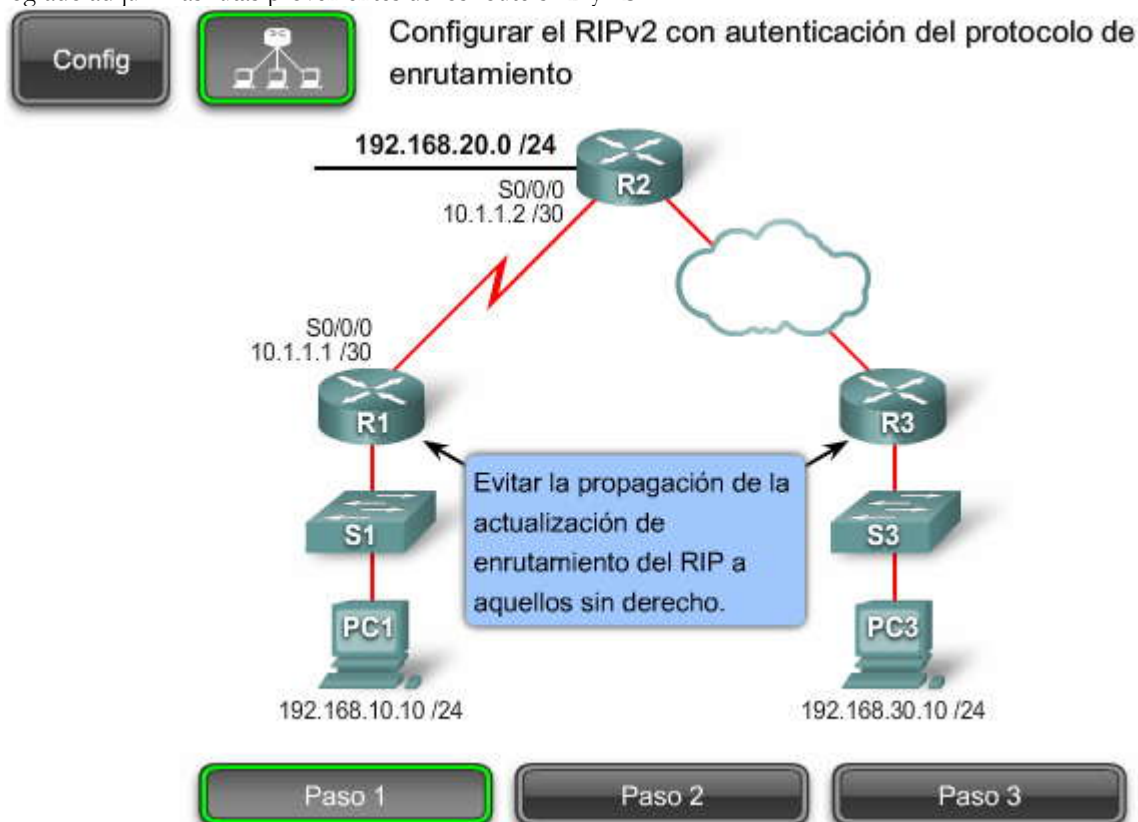 Config
Configurar el RIPv2 con autenticación del protocolo de
enrutamiento
192.168.20.0 /24
R2
S0/0/0
10.1.1.2 /30
S0/0/0
10.1.1.1 /30
R1
R3
Evitar la propagación de la
actualización de
enrutamiento del RIP a
aquellos sin derecho.
S1
S3
PC1
PC3
192.168.10.10 /24
192.168.30.10 /24
Paso 1
Paso 2
Paso 3